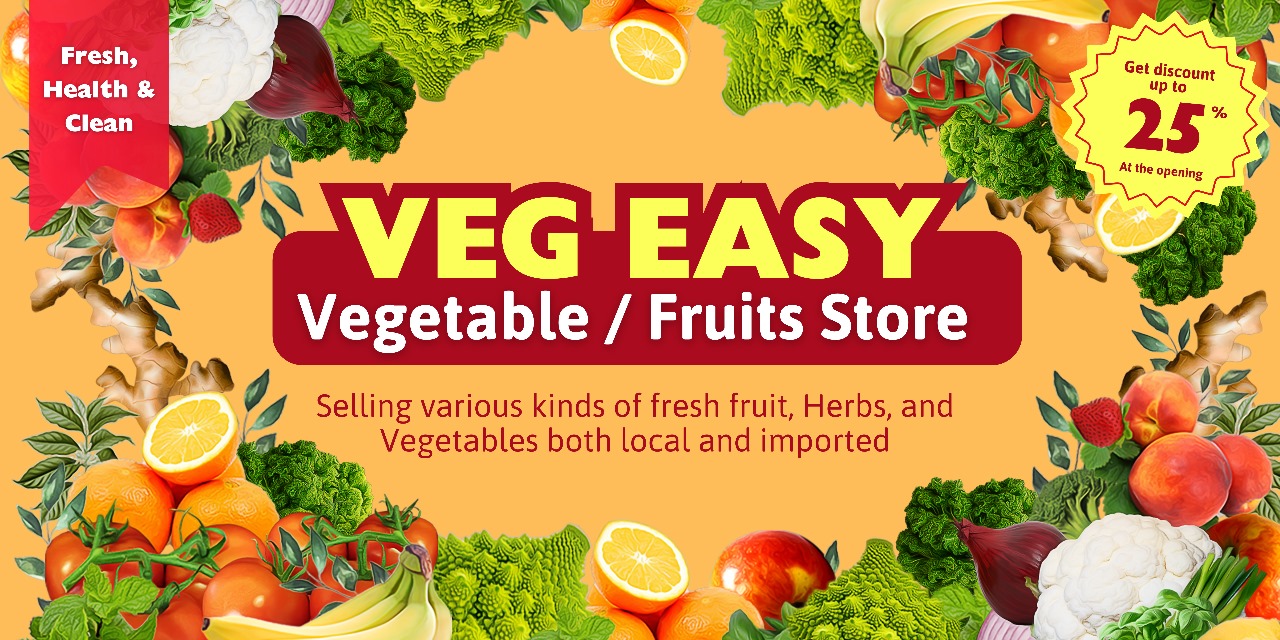 Fresh,
Health &
Clean
Get discount
up to
25%
At the opening
VEG EASY
Vegetable / Fruits Store
Selling various kinds of fresh fruit, Herbs, and
Vegetables both local and imported